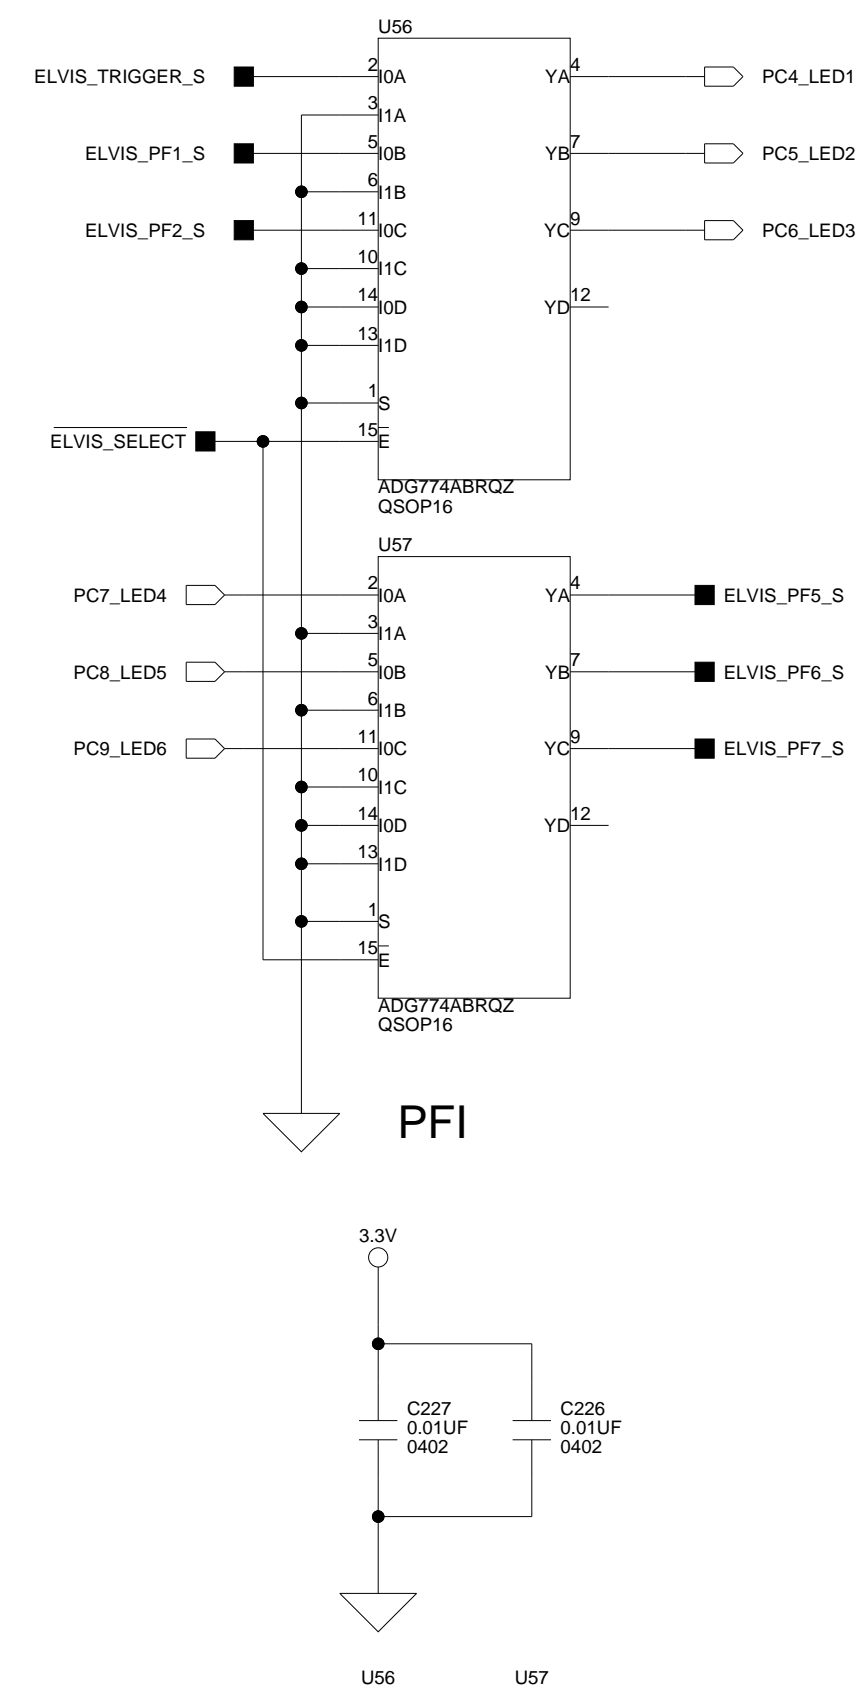 U56
ELVIS_TRIGGER_S 2 I0A YA 4 PC4_LED1
3 I1A
ELVIS_PF1_S 5 I0B YB 7 PC5_LED2
6 I1B
ELVIS_PF2_S 11 I0C YC 9 PC6_LED3
10 I1C
14 I0D YD 12
13 I1D
1 S
ELVIS_SELECT 15 E
ADG774ABRQZ
QSOP16
U57
PC7_LED4 2 I0A YA 4 ELVIS_PF5_S
3 I1A
PC8_LED5 5 I0B YB 7 ELVIS_PF6_S
6 I1B
PC9_LED6 11 I0C YC 9 ELVIS_PF7_S
10 I1C
14 I0D YD 12
13 I1D
1 S
15 E
ADG774ABRQZ
QSOP16
PFI
3.3V
C227 C226
0.01UF 0.01UF
0402 0402
U56 U57